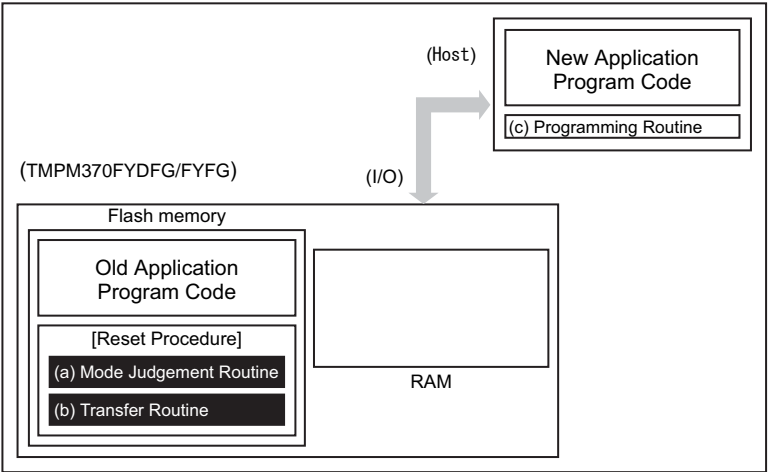 (Host)
New Application
Program Code
(c) Programming Routine
(TMPM370FYDFG/FYFG)
(I/O)
Flash memory
Old Application
Program Code
[Reset Procedure]
(a) Mode Judgement Routine
(b) Transfer Routine
RAM